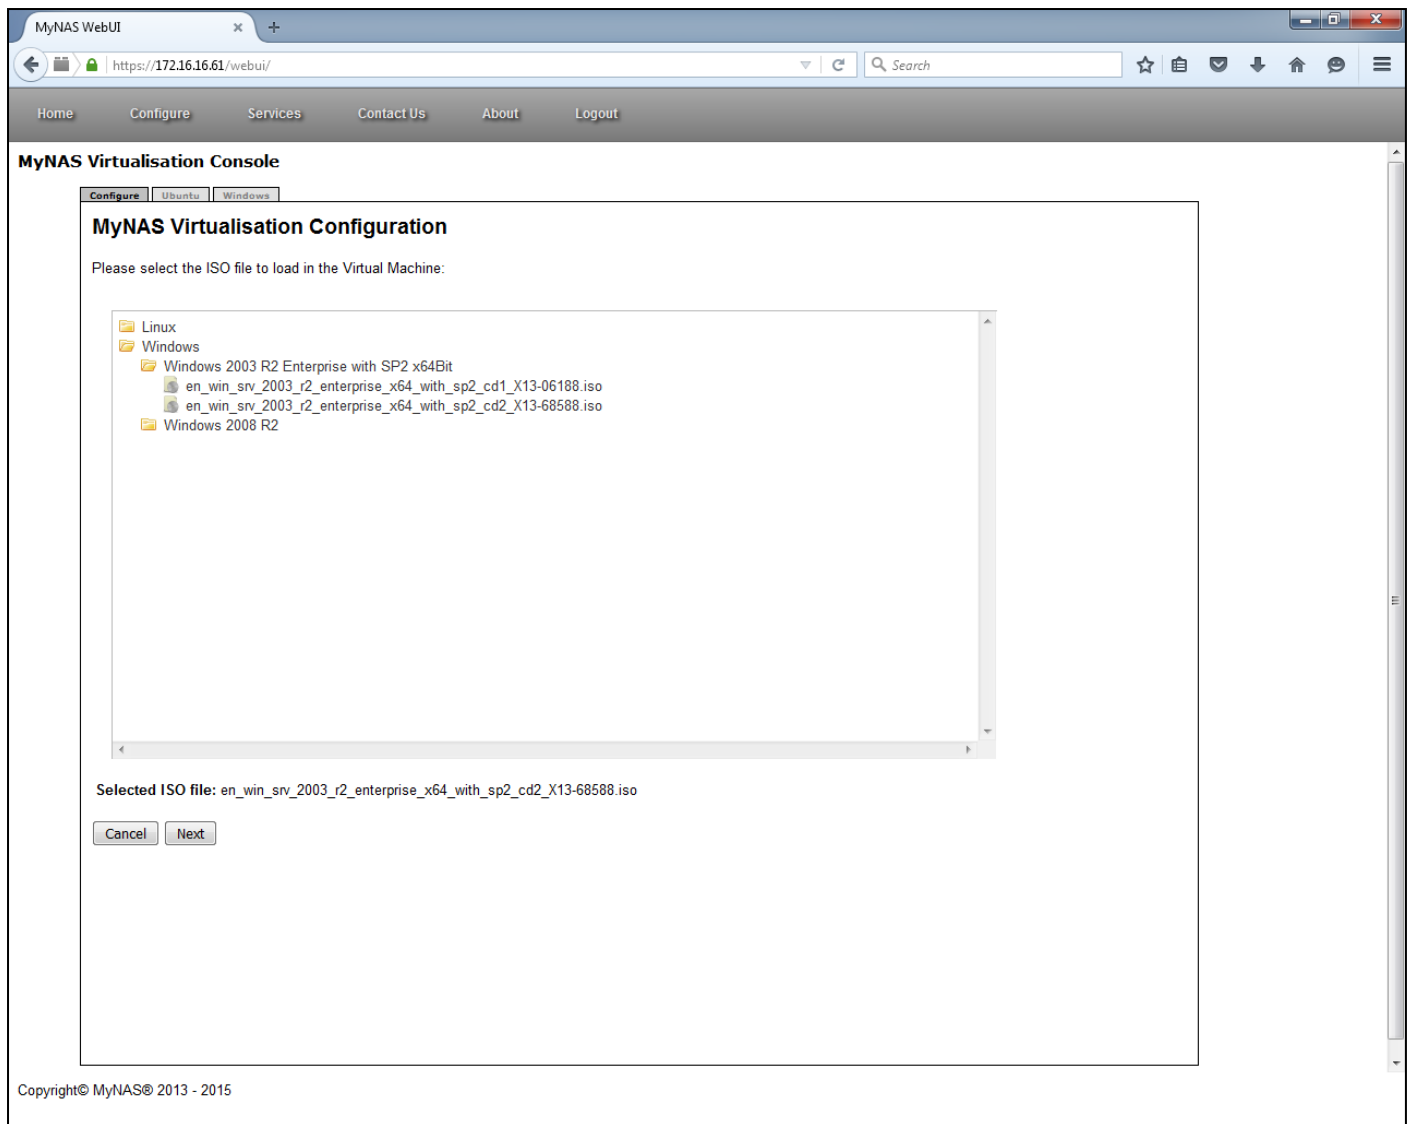 MyNAS WebUI
https://172.16.16.61/webui/
Search
Home Configure Services Contact Us About Logout
MyNAS Virtualisation Console
Configure Ubuntu Windows
MyNAS Virtualisation Configuration
Please select the ISO file to load in the Virtual Machine:
Linux
Windows
Windows 2003 R2 Enterprise with SP2 x64Bit
en_win_srv_2003_r2_enterprise_x64_with_sp2_cd1_X13-06188.iso
en_win_srv_2003_r2_enterprise_x64_with_sp2_cd2_X13-68588.iso
Windows 2008 R2
Selected ISO file: en_win_srv_2003_r2_enterprise_x64_with_sp2_cd2_X13-68588.iso
Cancel Next
Copyright© MyNAS® 2013 - 2015